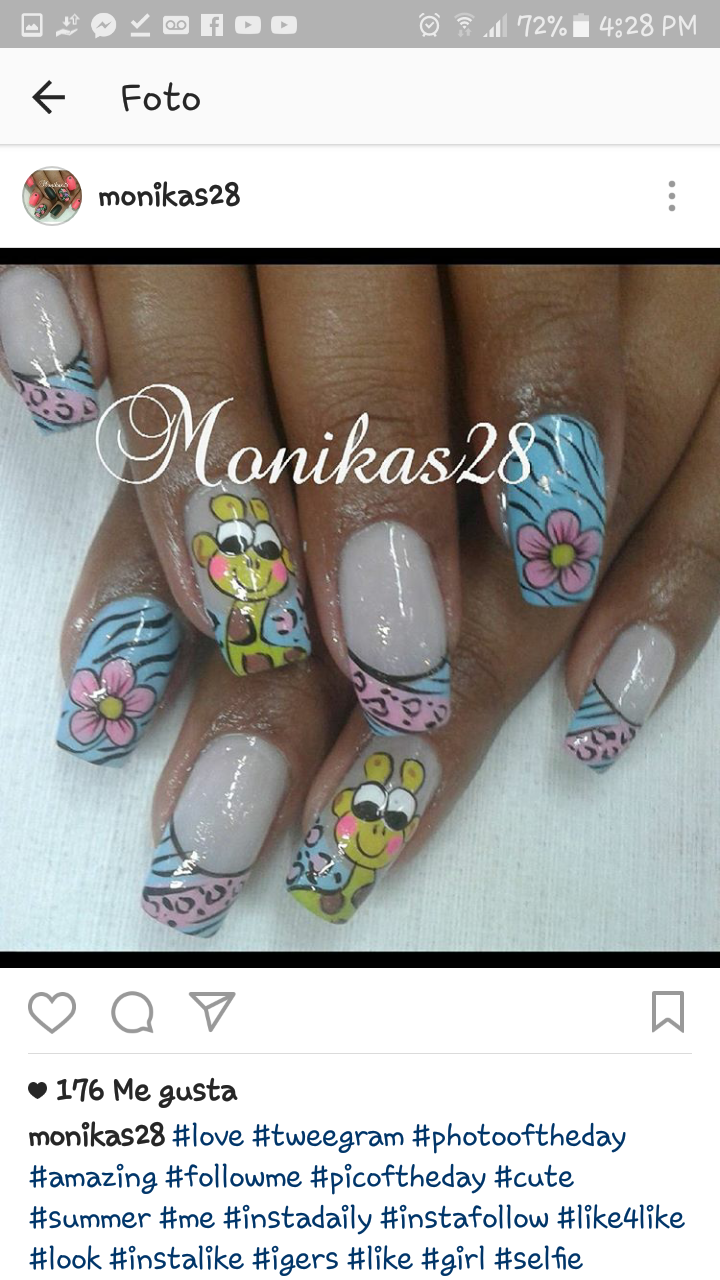 72% 4:28 PM
Foto
monikas28
Monikas28
176 Me gusta
monikas28 #love #tweegram #photooftheday
#amazing #followme #picoftheday #cute
#summer #me #instadaily #instafollow #like4like
#look #instalike #igers #like #girl #selfie